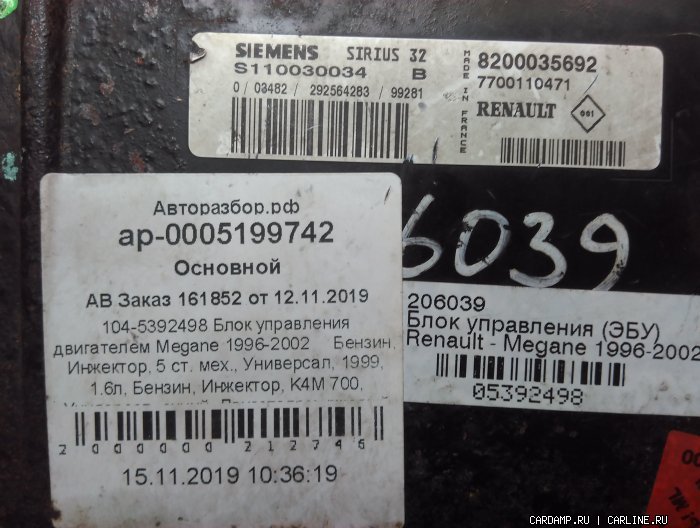 SIEMENS SIRIUS 32
S110030034 B
0 / 03482 / 292564283 / 99281
MADE IN FRANCE
8200035692
7700110471
RENAULT
Авторазбор.рф
ар-0005199742
Основной
АВ Заказ 161852 от 12.11.2019
104-5392498 Блок управления
двигателем Megane 1996-2002 Бензин,
Инжектор, 5 ст. мех., Универсал, 1999,
1.6л, Бензин, Инжектор, K4M 700,
2 000000 212746
15.11.2019 10:36:19
6039
206039
Блок управления (ЭБУ)
Renault - Megane 1996-2002
05392498
CARDAMP.RU | CARLINE.RU